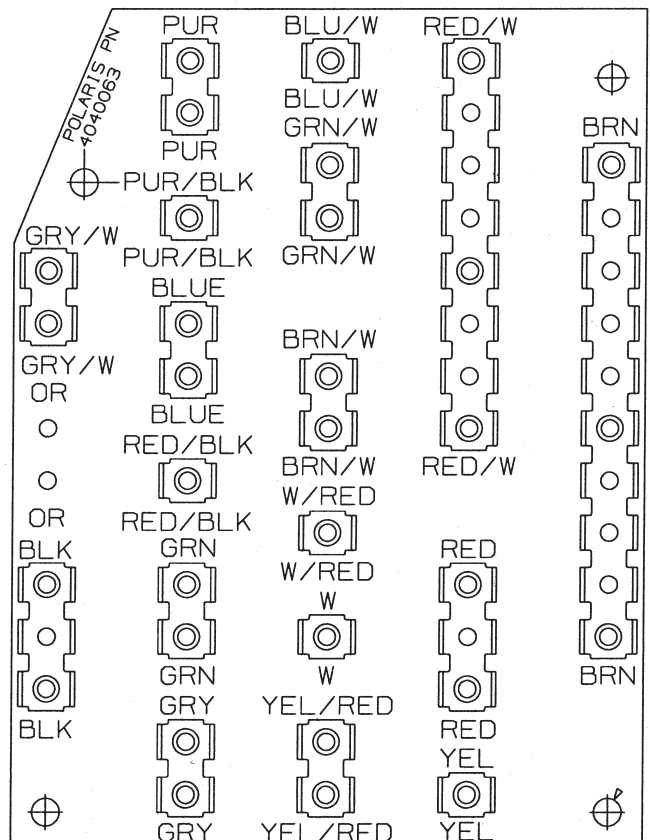 POLARIS PN
4040063
PUR
PUR
PUR/BLK
PUR/BLK
GRY/W
GRY/W
BLUE
BLUE
OR
OR
RED/BLK
RED/BLK
BLK
BLK
GRN
GRN
GRY
GRY
BLU/W
BLU/W
GRN/W
GRN/W
BRN/W
BRN/W
W/RED
W/RED
W
W
YEL/RED
YEL/RED
RED/W
RED/W
RED
RED
YEL
YEL
BRN
BRN